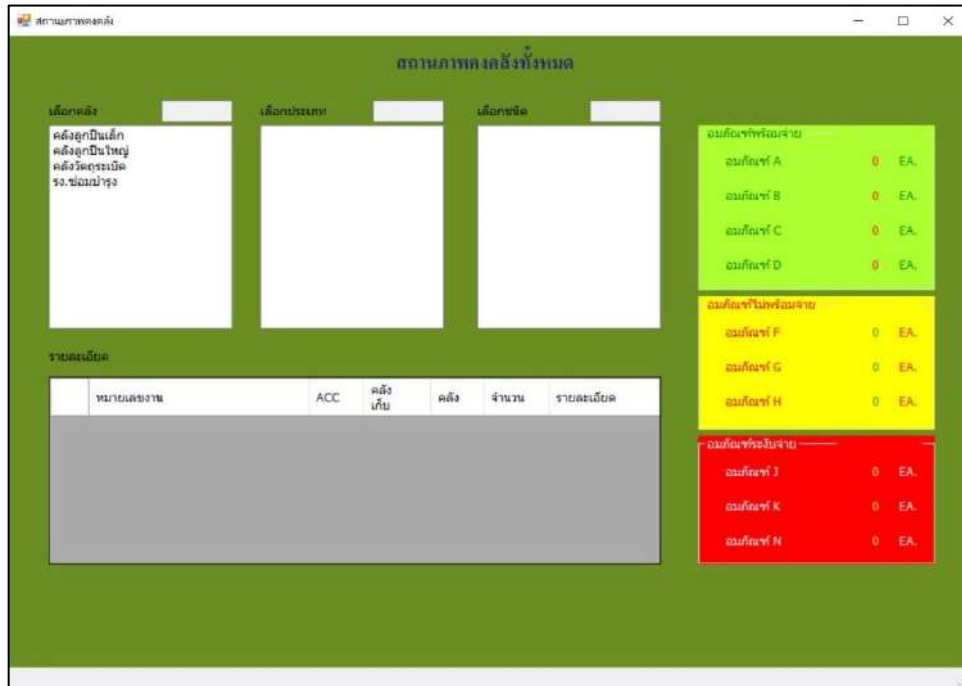 สถานะภาพคงคลัง
สถานภาพคงคลังทั้งหมด
เลือกคลัง
เลือกประเภท
เลือกชนิด
คลังลูกปืนเล็ก
คลังลูกปืนใหญ่
คลังวัตถุระเบิด
รง.ซ่อมบำรุง
อมภัณฑ์พร้อมจ่าย
อมภัณฑ์ A 0 EA.
อมภัณฑ์ B 0 EA.
อมภัณฑ์ C 0 EA.
อมภัณฑ์ D 0 EA.
อมภัณฑ์ไม่พร้อมจ่าย
อมภัณฑ์ F 0 EA.
อมภัณฑ์ G 0 EA.
อมภัณฑ์ H 0 EA.
อมภัณฑ์ระงับจ่าย
อมภัณฑ์ J 0 EA.
อมภัณฑ์ K 0 EA.
อมภัณฑ์ N 0 EA.
รายละเอียด
หมายเลขงาน ACC คลังเก็บ คลัง จำนวน รายละเอียด